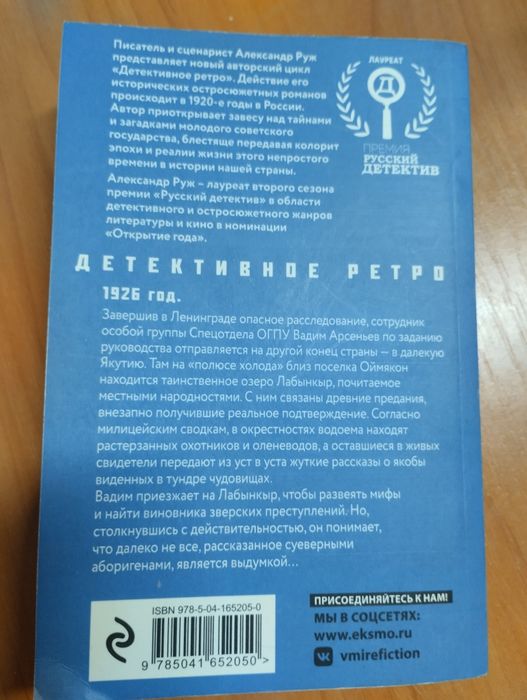 Писатель и сценарист Александр Руж
представляет новый авторский цикл
«Детективное ретро». Действие его
исторических остросюжетных романов
происходит в 1920-е годы в России.
Автор приоткрывает завесу над тайнами
и загадками молодого советского
государства, блестяще передавая колорит
эпохи и реалии жизни этого непростого
времени в истории нашей страны.
Александр Руж – лауреат второго сезона
премии «Русский детектив» в области
детективного и остросюжетного жанров
литературы и кино в номинации
«Открытие года».
ЛАУРЕАТ
Д
ПРЕМИЯ
РУССКИЙ
ДЕТЕКТИВ
ДЕТЕКТИВНОЕ РЕТРО
1926 год.
Завершив в Ленинграде опасное расследование, сотрудник
особой группы Спецотдела ОГПУ Вадим Арсеньев по заданию
руководства отправляется на другой конец страны – в далекую
Якутию. Там на «полюсе холода» близ поселка Оймякон
находится таинственное озеро Лабынкыр, почитаемое
местными народностями. С ним связаны древние предания,
внезапно получившие реальное подтверждение. Согласно
милицейским сводкам, в окрестностях водоема находят
растерзанных охотников и оленеводов, а оставшиеся в живых
свидетели передают из уст в уста жуткие рассказы о якобы
виденных в тундре чудовищах.
Вадим приезжает на Лабынкыр, чтобы развеять мифы
и найти виновника зверских преступлений. Но,
столкнувшись с действительностью, он понимает,
что далеко не все, рассказанное суеверными
аборигенами, является выдумкой...
ISBN 978-5-04-165205-0
9 785041 652050 >
ПРИСОЕДИНЯЙТЕСЬ К НАМ!
МЫ В СОЦСЕТЯХ:
www.eksmo.ru
vmirefiction